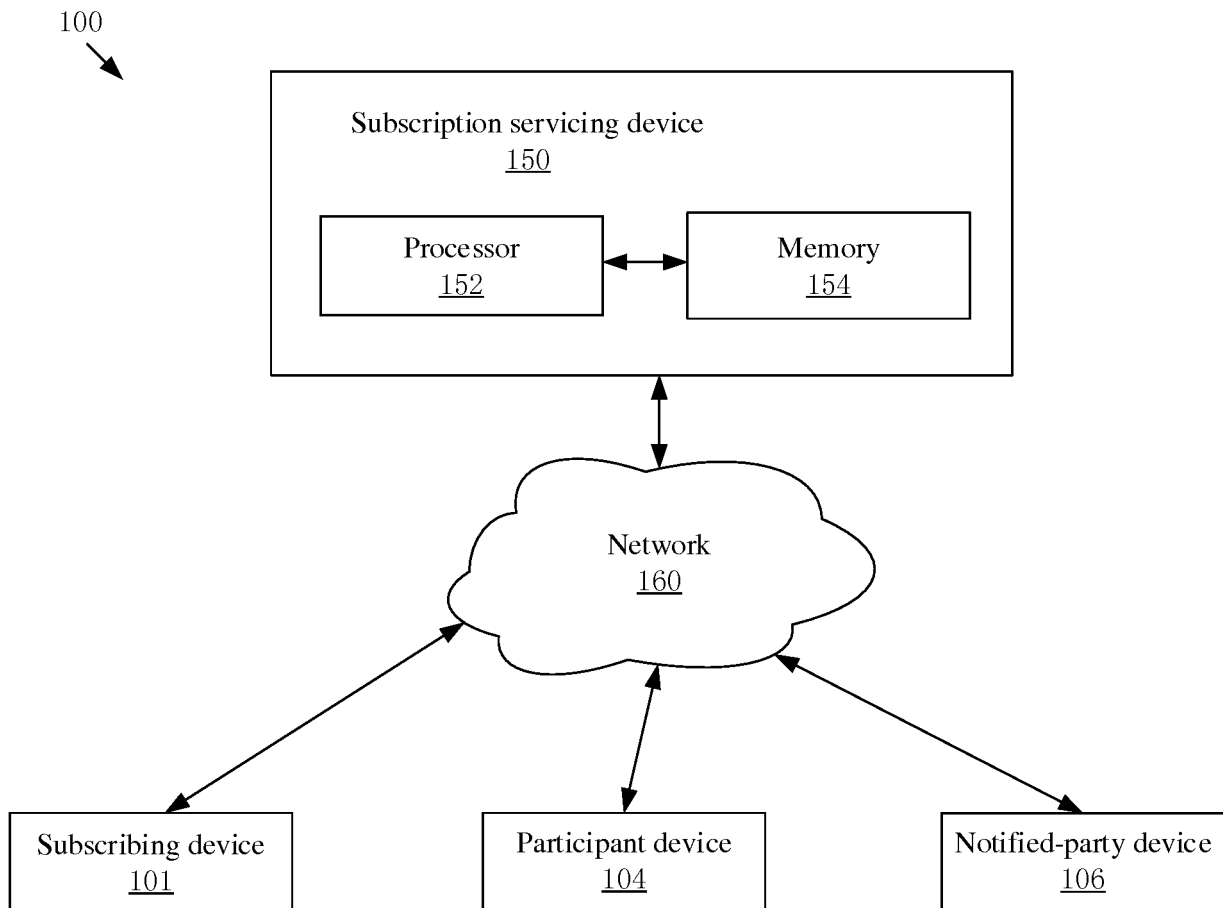 100
Subscription servicing device
150
Processor
152
Memory
154
Network
160
Subscribing device
101
Participant device
104
Notified-party device
106